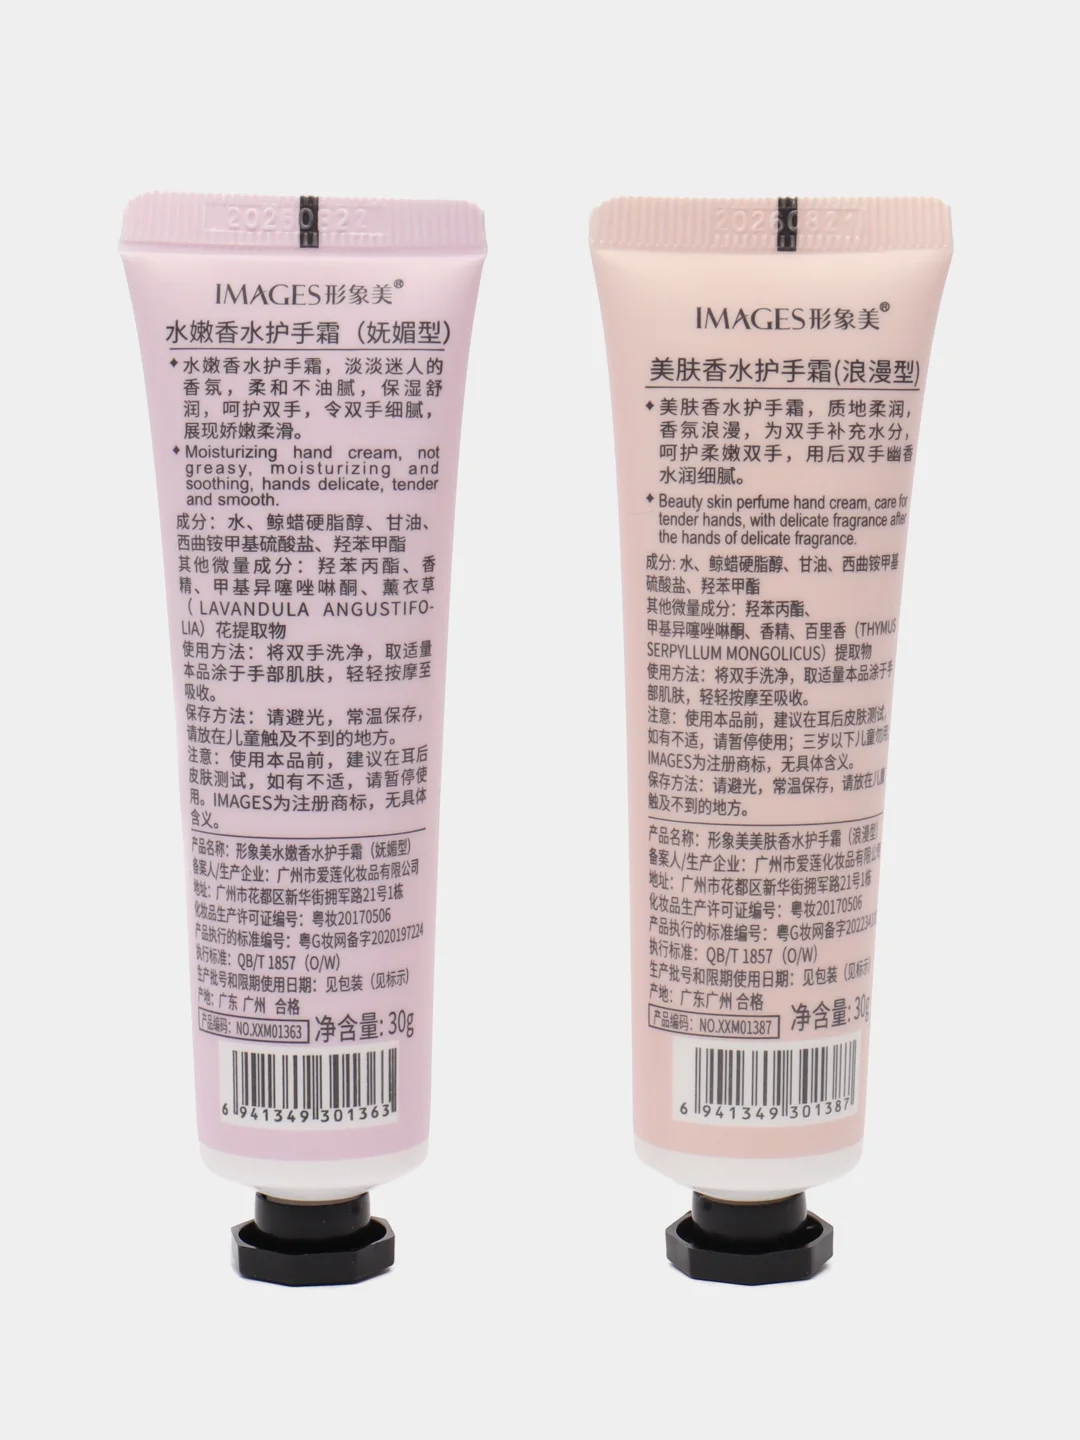 IMAGES形象美®
水嫩香水护手霜（妩媚型）
水嫩香水护手霜，淡淡迷人的
香氛，柔和不油腻，保湿舒
润，呵护双手，令双手细腻，
展现娇嫩柔滑。
Moisturizing hand cream, not
greasy, moisturizing and
soothing, hands delicate, tender
and smooth.
成分：水、鲸蜡硬脂醇、甘油、
西曲铵甲基硫酸盐、羟苯甲酯
其他微量成分：羟苯丙酯、香
精、甲基异噻唑啉酮、薰衣草
（LAVANDULA ANGUSTIFO-
LIA）花提取物
使用方法：将双手洗净，取适量
本品涂于手部肌肤，轻轻按摩至
吸收。
保存方法：请避光，常温保存，
请放在儿童触及不到的地方。
注意：使用本品前，建议在耳后
皮肤测试，如有不适，请暂停使
用。IMAGES为注册商标，无具体
含义。
产品名称：形象美水嫩香水护手霜（妩媚型）
备案人/生产企业：广州市爱莲化妆品有限公司
地址：广州市花都区新华街拥军路21号1栋
化妆品生产许可证编号：粤妆20170506
产品执行的标准编号：粤G妆网备字2020197224
执行标准：QB/T 1857（O/W）
生产批号和限期使用日期：见包装（见标示）
产地：广东 广州 合格
产品编码：NO.XXM01363 净含量: 30g
6 941349 301363
IMAGES形象美®
美肤香水护手霜(浪漫型)
美肤香水护手霜，质地柔润，
香氛浪漫，为双手补充水分，
呵护柔嫩双手，用后双手幽香
水润细腻。
Beauty skin perfume hand cream, care for
tender hands, with delicate fragrance after
the hands of delicate fragrance.
成分: 水、鲸蜡硬脂醇、甘油、西曲铵甲基
硫酸盐、羟苯甲酯
其他微量成分：羟苯丙酯、
甲基异噻唑啉酮、香精、百里香（THYMUS
SERPYLLUM MONGOLICUS）提取物
使用方法：将双手洗净，取适量本品涂于手
部肌肤，轻轻按摩至吸收。
注意：使用本品前，建议在耳后皮肤测试，
如有不适，请暂停使用；三岁以下儿童勿用。
IMAGES为注册商标，无具体含义。
保存方法：请避光，常温保存，请放在儿童
触及不到的地方。
产品名称：形象美美肤香水护手霜（浪漫型）
备案人/生产企业：广州市爱莲化妆品有限公
地址：广州市花都区新华街拥军路21号1栋
化妆品生产许可证编号：粤妆20170506
产品执行的标准编号：粤G妆网备字
执行标准：QB/T 1857（O/W）
生产批号和限期使用日期：见包装（见标示）
产地：广东广州 合格
产品编码：NO.XXM01387 净含量: 30g
6 941349 301387